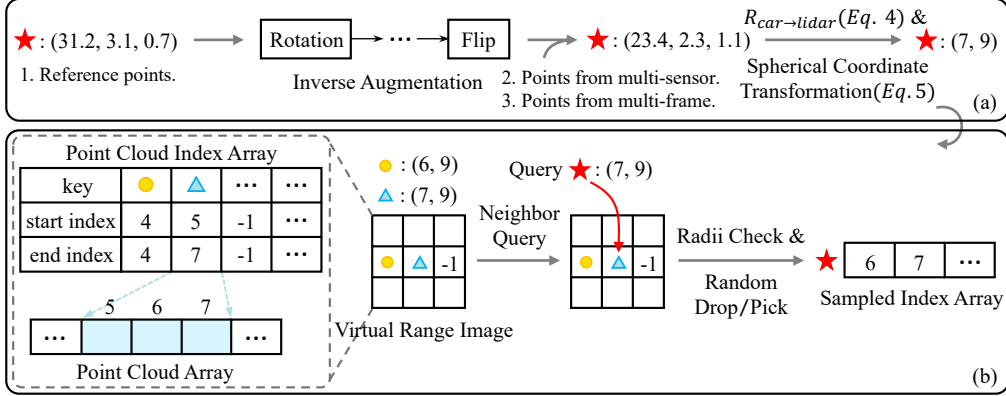 : (31.2, 3.1, 0.7)
1. Reference points.
Rotation
...
Flip
Inverse Augmentation
: (23.4, 2.3, 1.1)
2. Points from multi-sensor.
3. Points from multi-frame.
R_{car→lidar}(Eq. 4) &
Spherical Coordinate
Transformation(Eq. 5)
: (7, 9)
(a)
Point Cloud Index Array
key ... ...
start index 4 5 -1 ...
end index 4 7 -1 ...
5 6 7
... ...
Point Cloud Array
: (6, 9)
: (7, 9)
-1
Virtual Range Image
Neighbor
Query
Query : (7, 9)
-1
Radii Check &
Random
Drop/Pick
6 7 ...
Sampled Index Array
(b)